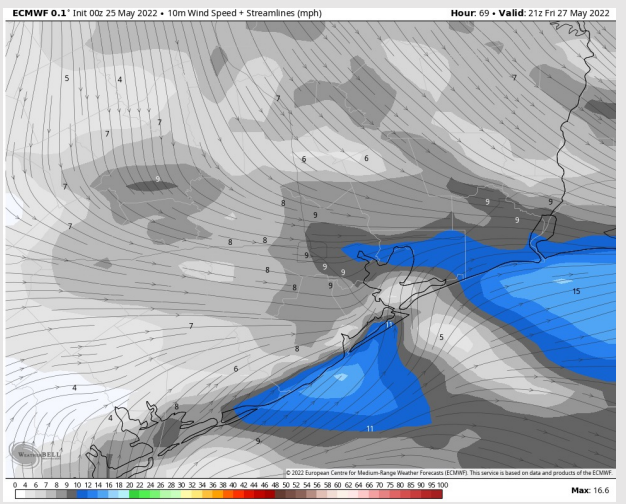 ECMWF 0.1° Init 00z 25 May 2022 • 10m Wind Speed + Streamlines (mph) Hour: 69 • Valid: 21z Fri 27 May 2022
5 4 7
7
7 7
6 6
7 9
8 9 9
9 9
7
8 8 9
9 9
8 8 9
15
7 11
5
8
6
4
4 8
11
9
WeatherBELL
© 2022 European Centre for Medium-Range Weather Forecasts (ECMWF). This service is based on data and products of the ECMWF.
0 4 6 7 8 9 10 12 14 16 18 20 22 24 26 28 30 32 34 36 38 40 42 44 46 48 50 52 54 56 58 60 62 64 66 70 75 80 85 90 95 100
Max: 16.6